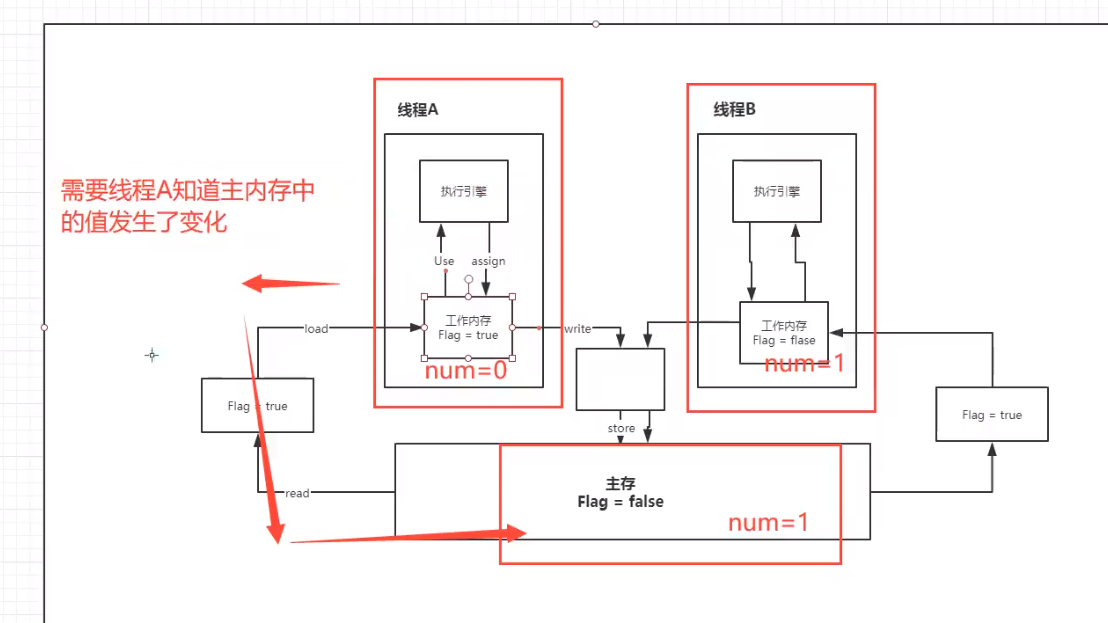 线程A
线程B
需要线程A知道主内存中
的值发生了变化
执行引擎
执行引擎
Use
assign
工作内存
Flag = true
工作内存
Flag = flase
load
write
num=0
num=1
Flag = true
Flag = true
store
read
主存
Flag = false
num=1